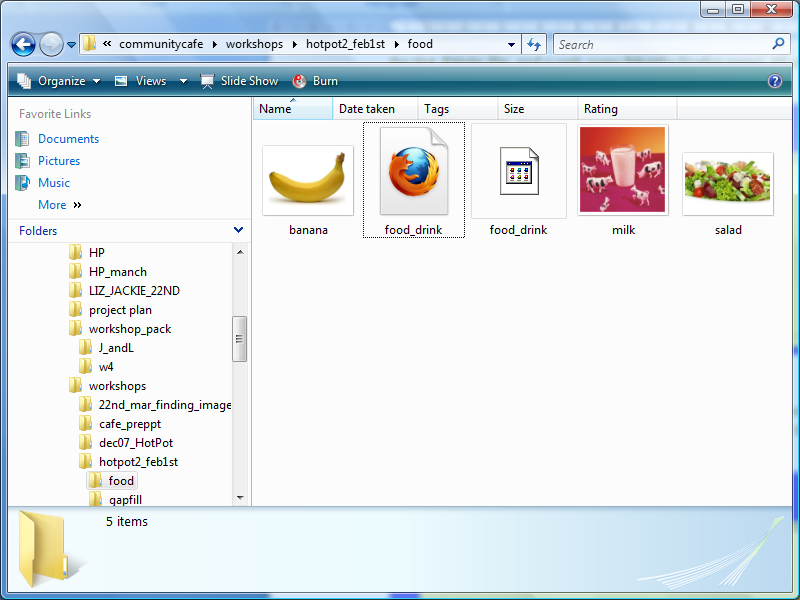 « communitycafe ▸ workshops ▸ hotpot2_feb1st ▸ food
Search
Organize Views Slide Show Burn
Favorite Links
Documents
Pictures
Music
More »
Folders
HP
HP_manch
LIZ_JACKIE_22ND
project plan
workshop_pack
J_andL
w4
workshops
22nd_mar_finding_image
cafe_preppt
dec07_HotPot
hotpot2_feb1st
food
gapfill
Name Date taken Tags Size Rating
banana food_drink food_drink milk salad
5 items